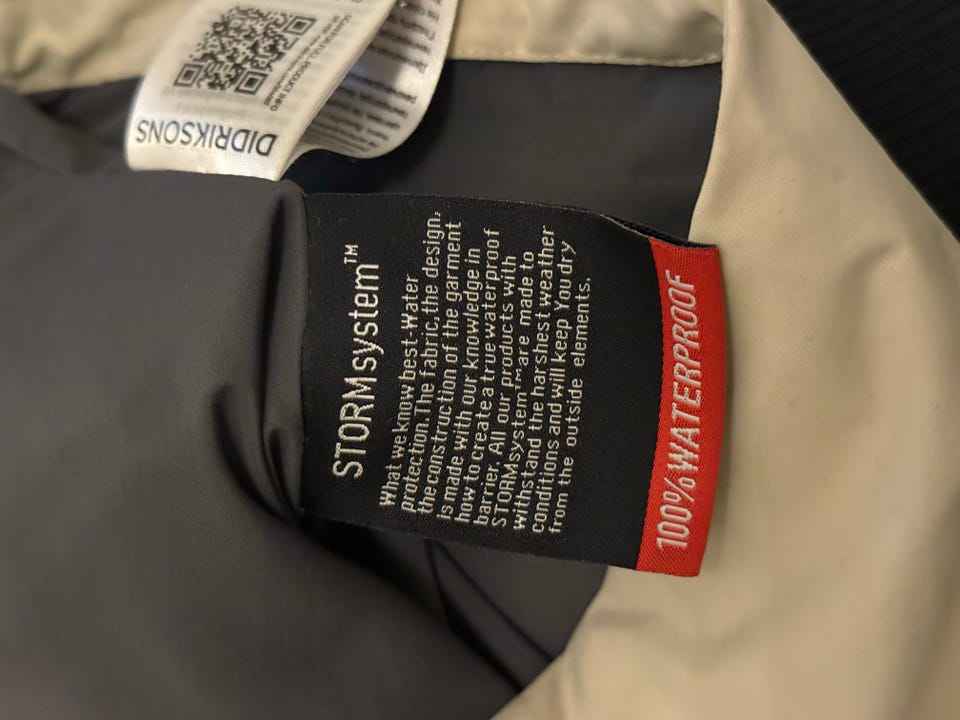 STORMsystem™
What we know best-Water
protection.The fabric, the design,
the construction of the garment
is made with our knowledge in
how to create a true waterproof
barrier. All our products with
STORMsystem™-are made to
withstand the harshest weather
conditions and will keep You dry
from the outside elements.
100% WATERPROOF
DIDRIKSONS